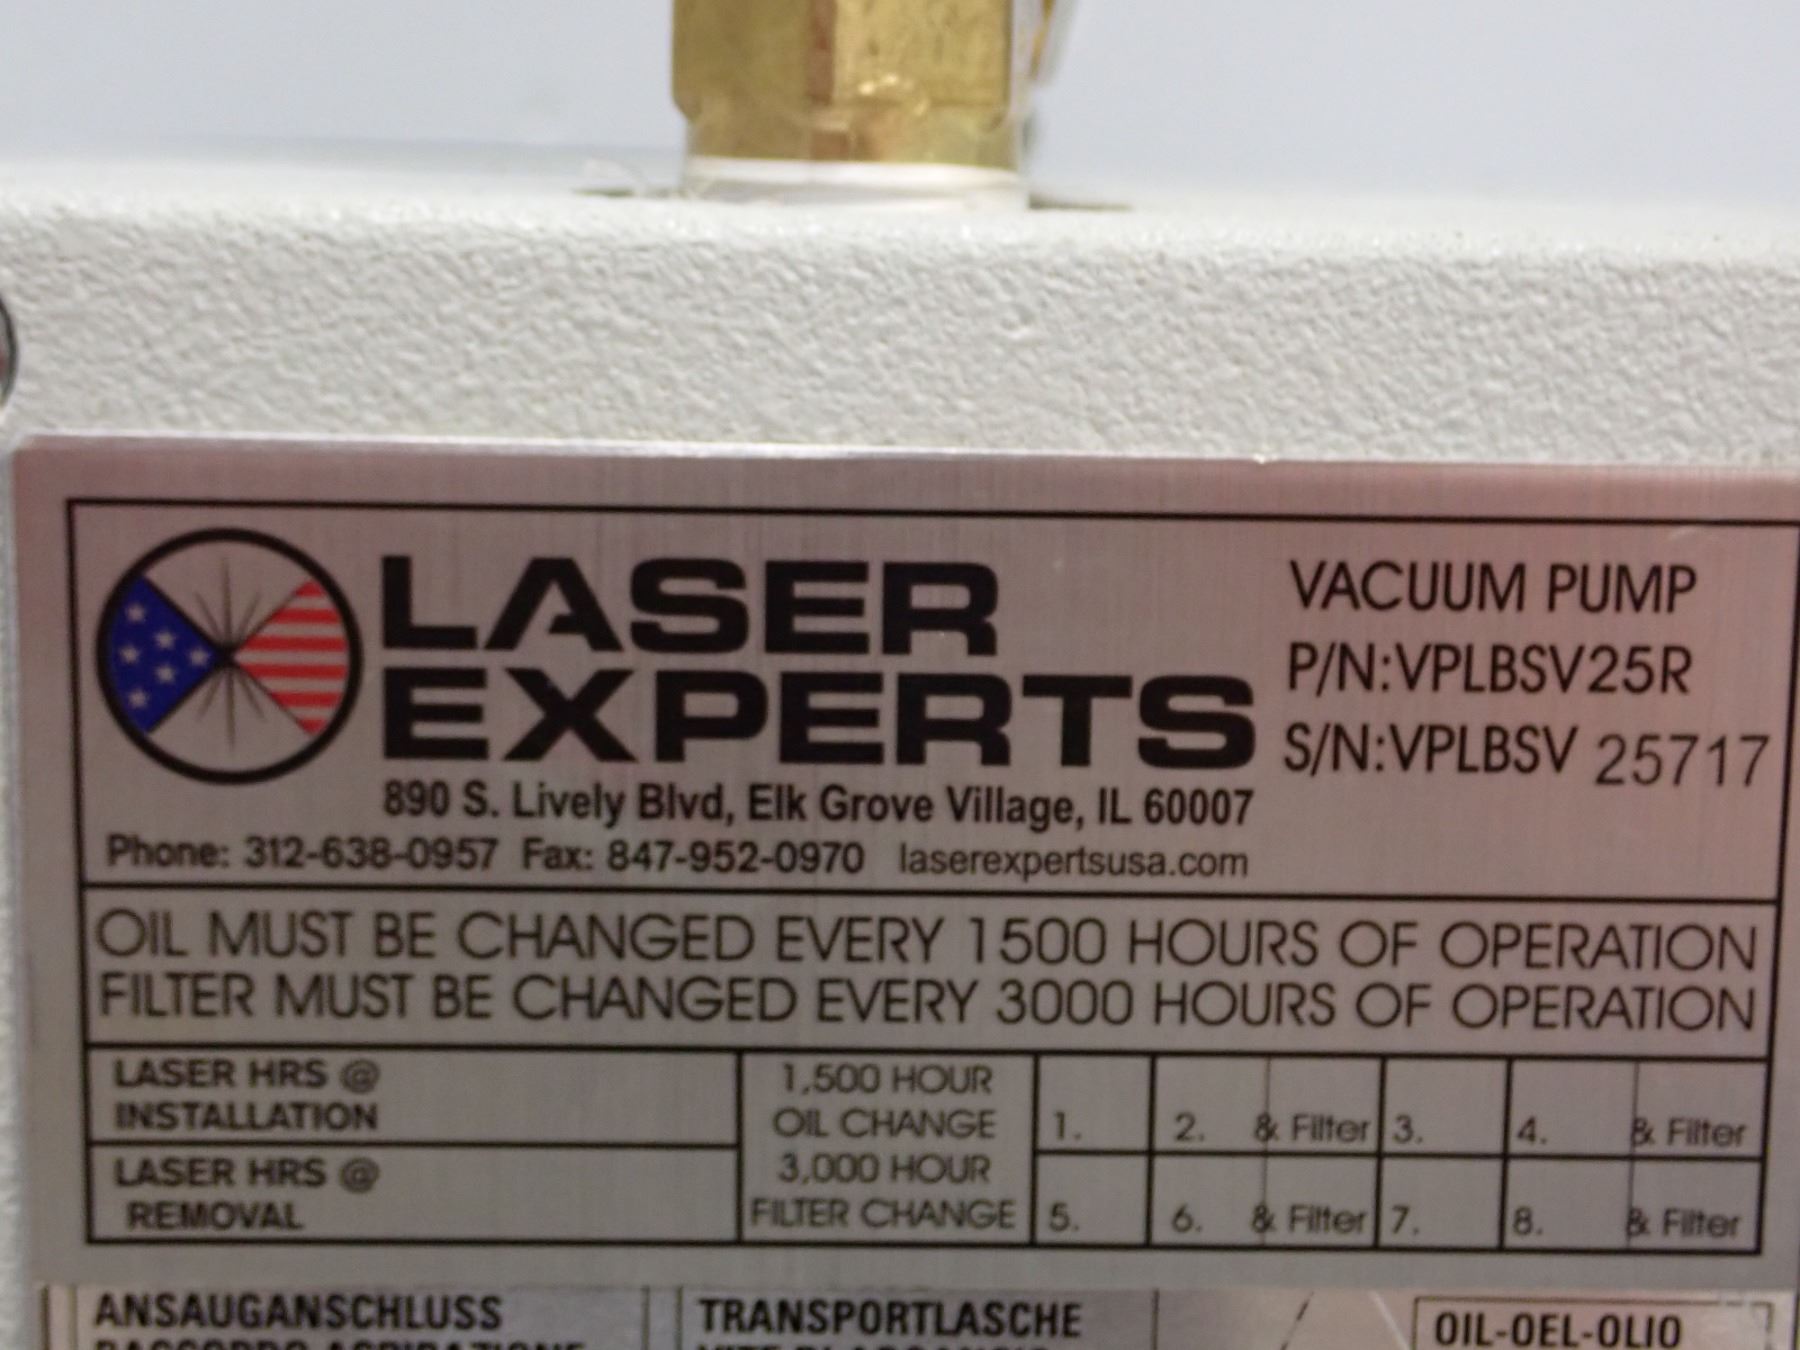 LASER
EXPERTS
890 S. Lively Blvd, Elk Grove Village, IL 60007
Phone: 312-638-0957 Fax: 847-952-0970 laserexpertsusa.com
VACUUM PUMP
P/N:VPLBSV25R
S/N:VPLBSV 25717
OIL MUST BE CHANGED EVERY 1500 HOURS OF OPERATION
FILTER MUST BE CHANGED EVERY 3000 HOURS OF OPERATION
LASER HRS @
INSTALLATION
LASER HRS @
REMOVAL
1,500 HOUR
OIL CHANGE
3,000 HOUR
FILTER CHANGE
1. 2. & Filter 3. 4. & Filter
5. 6. & Filter 7. 8. & Filter
ANSAUGANSCHLUSS
TRANSPORTLASCHE
OIL-OEL-OLIO